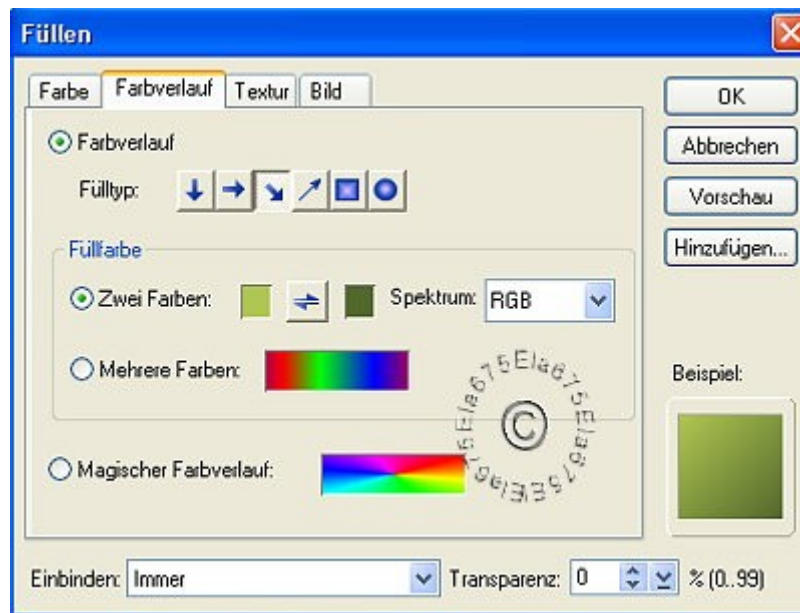 Füllen
Farbe Farbverlauf Textur Bild
OK
Farbverlauf
Abbrechen
Fülltyp:
Vorschau
Füllfarbe
Hinzufügen...
Zwei Farben: Spektrum: RGB
Mehrere Farben:
Beispiel:
Magischer Farbverlauf:
Einbinden: Immer Transparenz: 0 % (0..99)
©